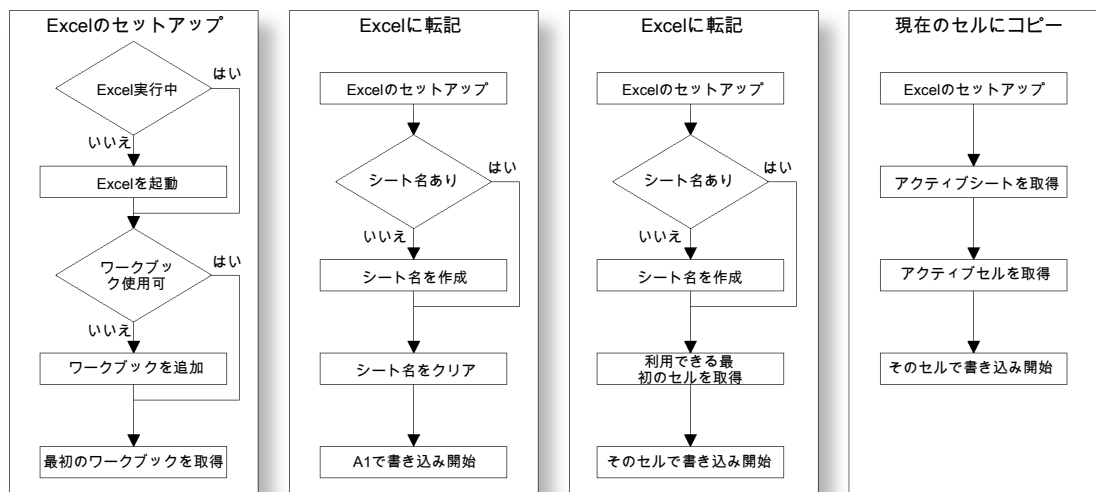 Excelのセットアップ
Excel実行中
はい
いいえ
Excelを起動
ワークブッ
ク使用可
はい
いいえ
ワークブックを追加
最初のワークブックを取得
Excelに転記
Excelのセットアップ
シート名あり
はい
いいえ
シート名を作成
シート名をクリア
A1で書き込み開始
Excelに転記
Excelのセットアップ
シート名あり
はい
いいえ
シート名を作成
利用できる最
初のセルを取得
そのセルで書き込み開始
現在のセルにコピー
Excelのセットアップ
アクティブシートを取得
アクティブセルを取得
そのセルで書き込み開始